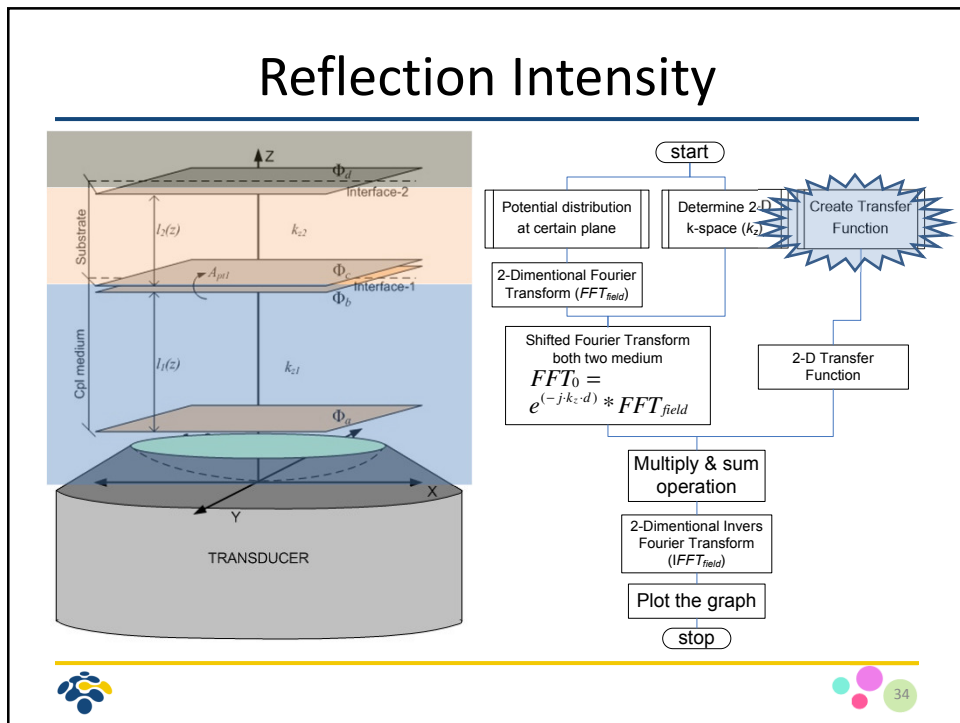 Reflection Intensity
Z
Φd
Interface-2
Substrate
l2(z)
kz2
Aptl
Φc
Interface-1
Φb
Cpl medium
l1(z)
kz1
Φa
X
Y
TRANSDUCER
start
Potential distribution
at certain plane
Determine 2-D
k-space (kz)
Create Transfer
Function
2-Dimentional Fourier
Transform (FFTfield)
Shifted Fourier Transform
both two medium
FFT0 =
e(-j·kz·d) * FFTfield
2-D Transfer
Function
Multiply & sum
operation
2-Dimentional Invers
Fourier Transform
(IFFTfield)
Plot the graph
stop
34